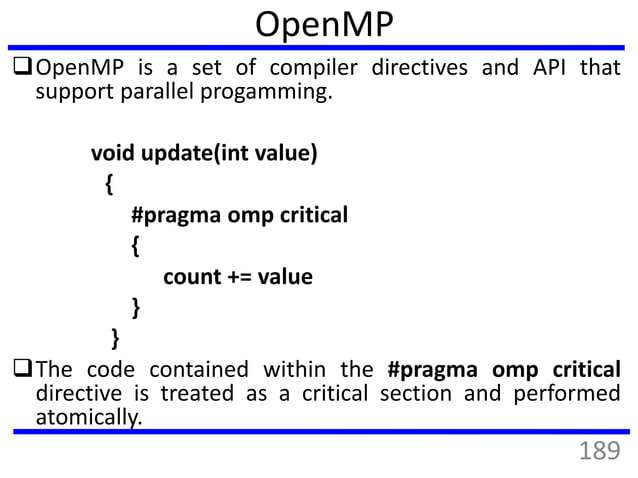 OpenMP
❑OpenMP is a set of compiler directives and API that
support parallel progamming.
void update(int value)
{
#pragma omp critical
{
count += value
}
}
❑The code contained within the #pragma omp critical
directive is treated as a critical section and performed
atomically.
189